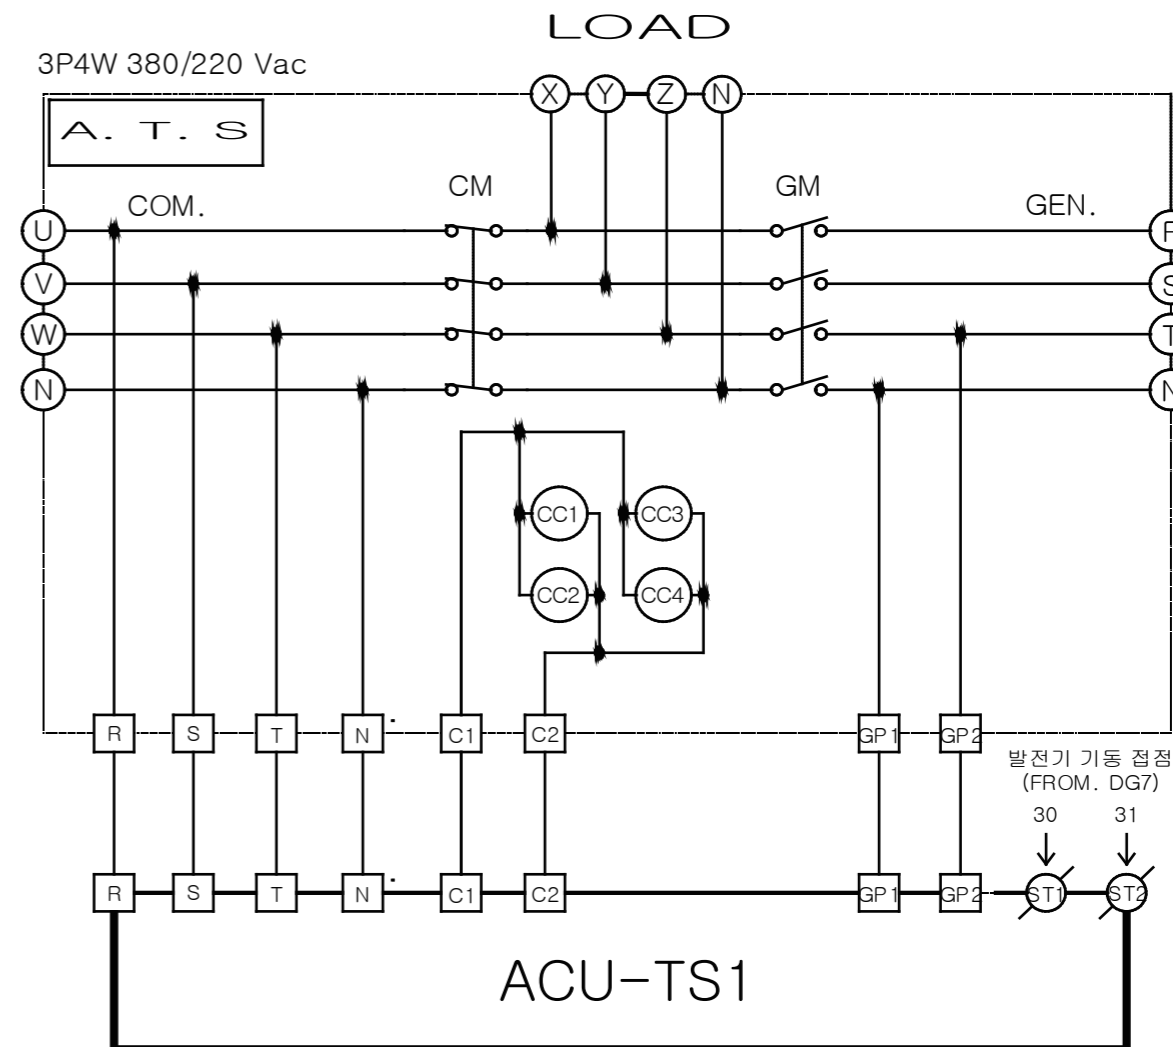 LOAD
3P4W 380/220 Vac
X Y Z N
A. T. S
COM. CM GM GEN.
U
V S
W T
N N
CC1 CC3
CC2 CC4
R S T N C1 C2 GP1 GP2
발전기 기동 접점
(FROM. DG7)
30 31
R S T N C1 C2 GP1 GP2 ST1 ST2
ACU-TS1